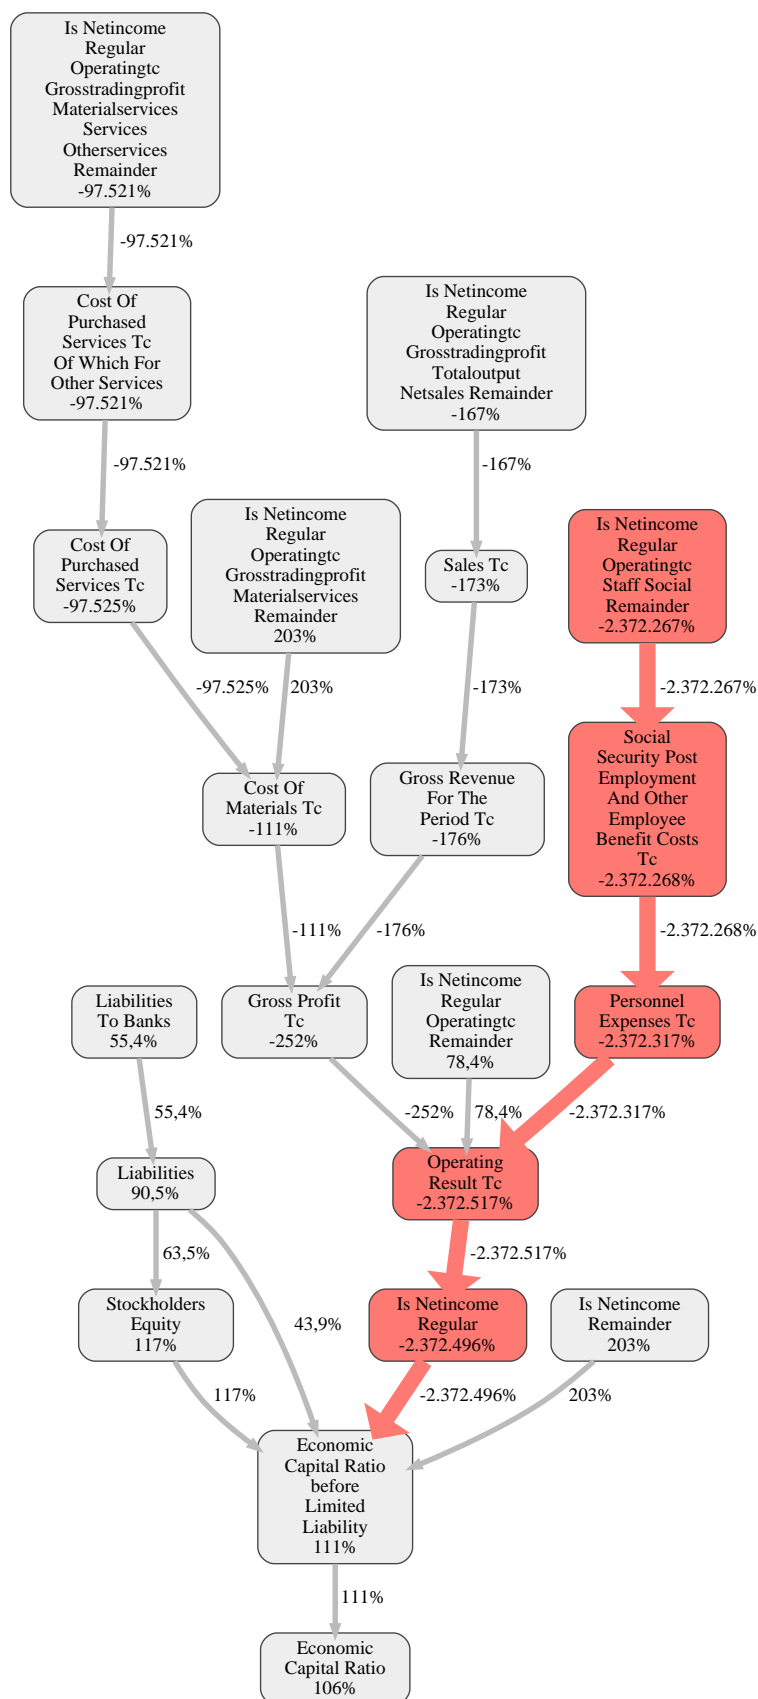 Is Netincome
Regular
Operatingtc
Grosstradingprofit
Materialservices
Services
Otherservices
Remainder
-97.521%
-97.521%
Cost Of
Purchased
Services Tc
Of Which For
Other Services
-97.521%
Is Netincome
Regular
Operatingtc
Grosstradingprofit
Totaloutput
Netsales Remainder
-167%
-97.521%
-167%
Cost Of
Purchased
Services Tc
-97.525%
Is Netincome
Regular
Operatingtc
Grosstradingprofit
Materialservices
Remainder
203%
Sales Tc
-173%
Is Netincome
Regular
Operatingtc
Staff Social
Remainder
-2.372.267%
-97.525%
203%
-173%
-2.372.267%
Cost Of
Materials Tc
-111%
Gross Revenue
For The
Period Tc
-176%
Social
Security Post
Employment
And Other
Employee
Benefit Costs
Tc
-2.372.268%
-111%
-176%
-2.372.268%
Liabilities
To Banks
55,4%
Gross Profit
Tc
-252%
Is Netincome
Regular
Operatingtc
Remainder
78,4%
Personnel
Expenses Tc
-2.372.317%
55,4%
-252%
78,4%
-2.372.317%
Liabilities
90,5%
Operating
Result Tc
-2.372.517%
63,5%
43,9%
-2.372.517%
Stockholders
Equity
117%
Is Netincome
Regular
-2.372.496%
Is Netincome
Remainder
203%
117%
-2.372.496%
203%
Economic
Capital Ratio
before
Limited
Liability
111%
111%
Economic
Capital Ratio
106%